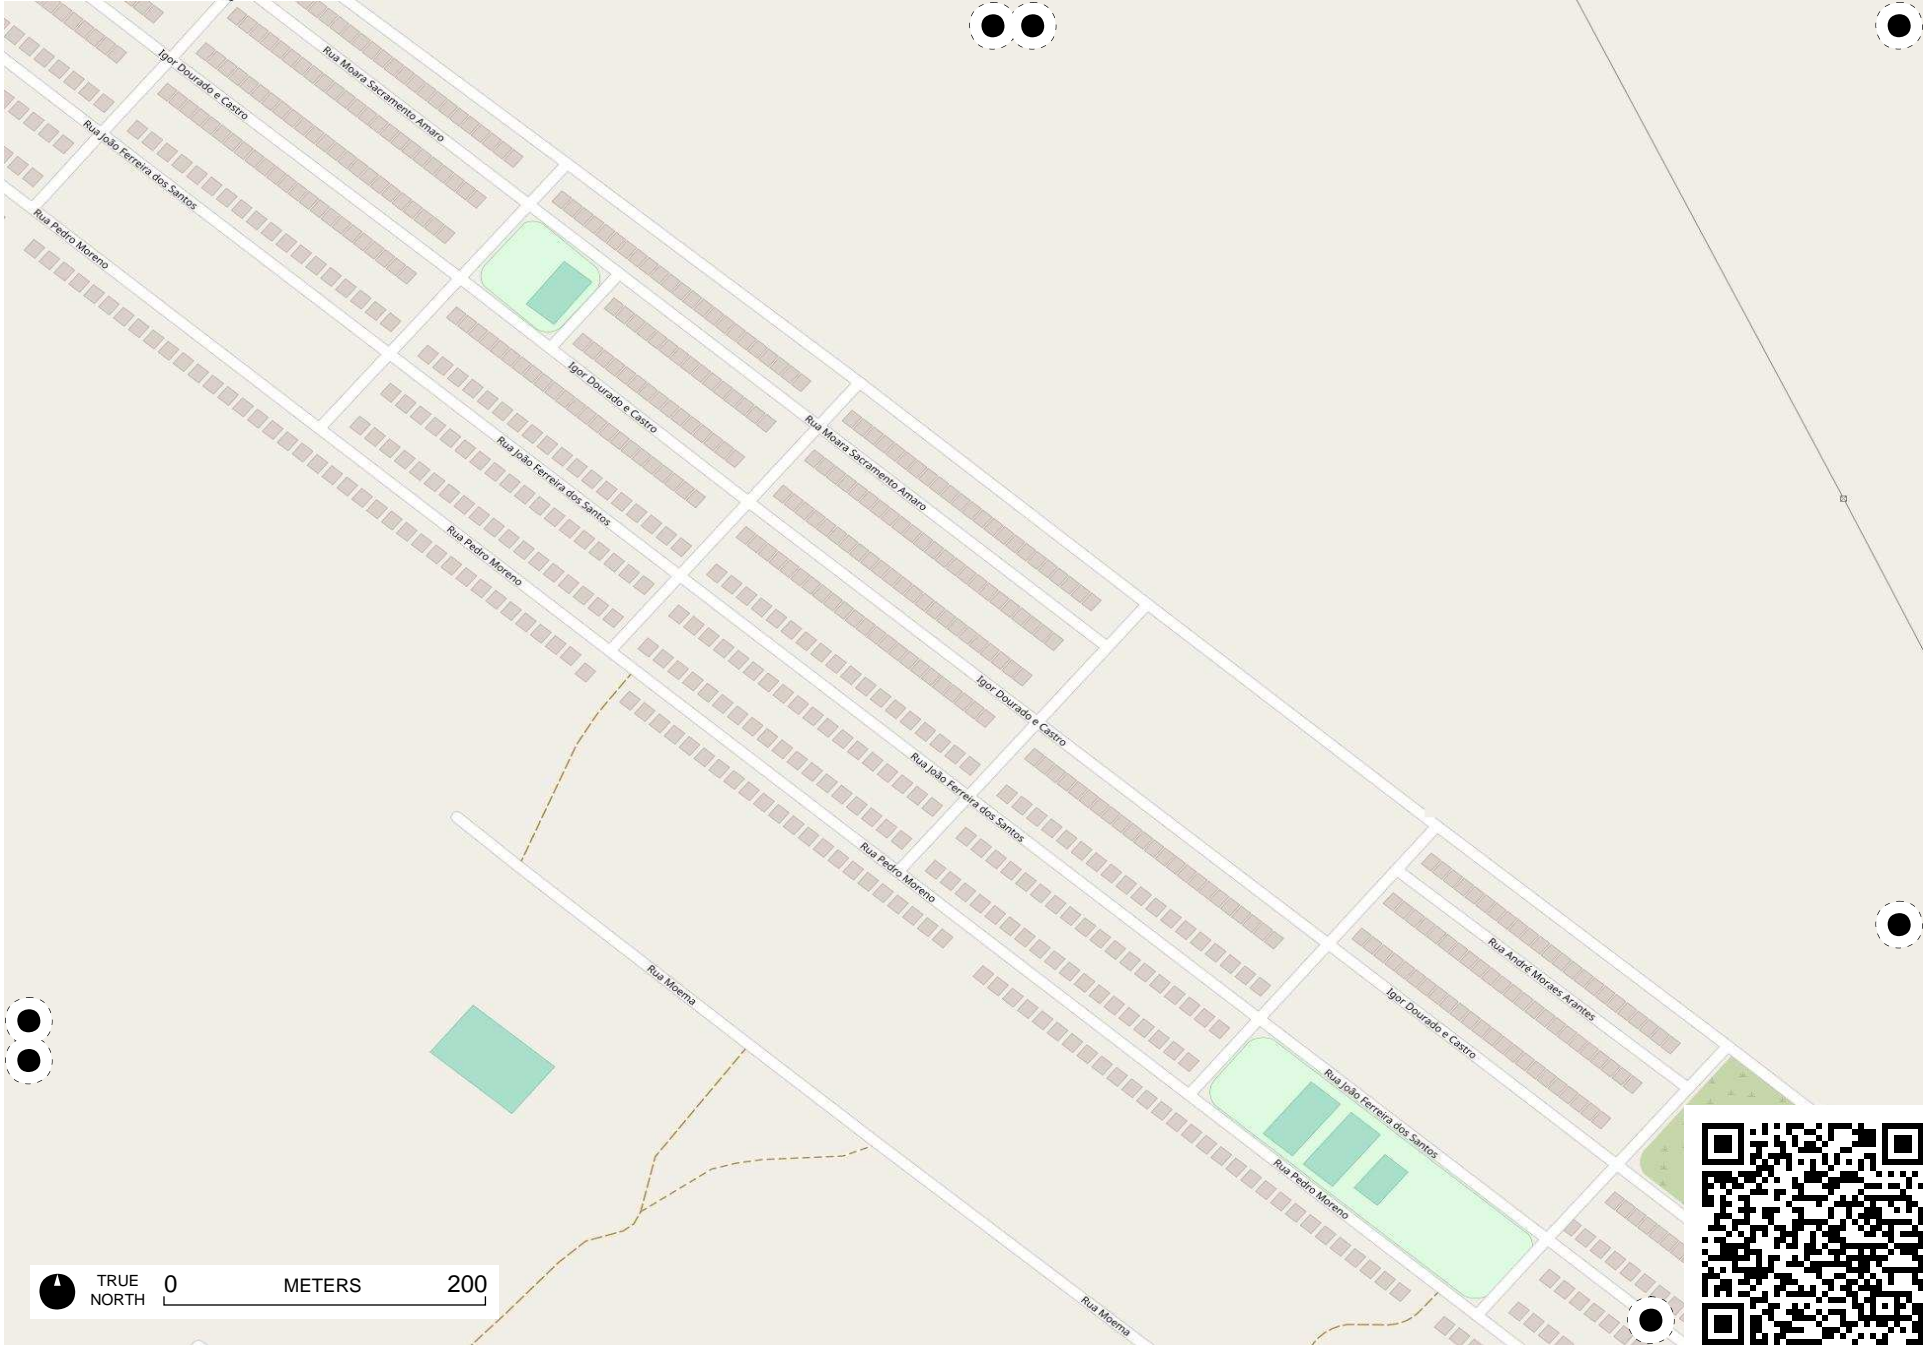 Rua Moara Sacramento Amaro
Igor Dourado e Castro
Rua João Ferreira dos Santos
Rua Pedro Moreno
Igor Dourado e Castro
Rua Moara Sacramento Amaro
Rua João Ferreira dos Santos
Rua Pedro Moreno
Igor Dourado e Castro
Rua João Ferreira dos Santos
Rua Pedro Moreno
Rua André Moraes Arantes
Rua Moema
Igor Dourado e Castro
Rua João Ferreira dos Santos
Rua Pedro Moreno
Rua Moema
TRUE NORTH
0 METERS 200